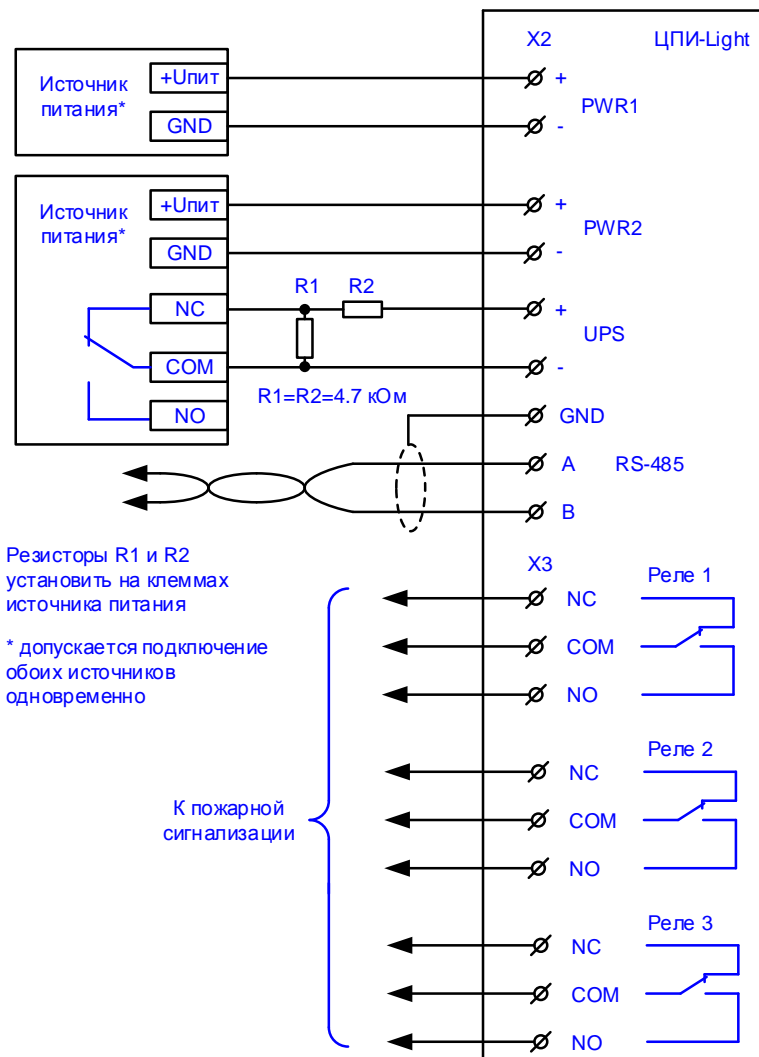 X2
ЦПИ-Light
Источник
питания*
+Uпит
GND
+
PWR1
-
Источник
питания*
+Uпит
GND
NC
COM
NO
+
PWR2
-
R1
R2
+
UPS
-
R1=R2=4.7 кОм
GND
A
RS-485
B
Резисторы R1 и R2
установить на клеммах
источника питания
* допускается подключение
обоих источников
одновременно
X3
Реле 1
NC
COM
NO
Реле 2
NC
COM
NO
К пожарной
сигнализации
Реле 3
NC
COM
NO